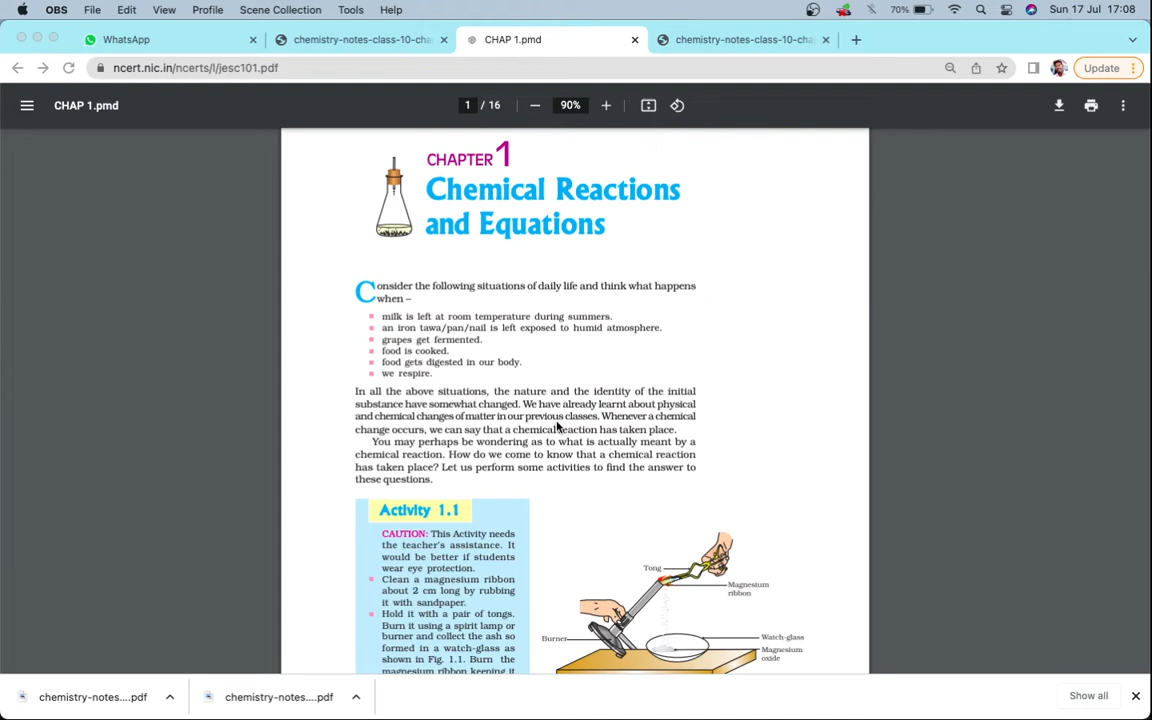 OBS File Edit View Profile Scene Collection Tools Help 70% Sun 17 Jul 17:08
WhatsApp chemistry-notes-class-10-cha CHAP 1.pmd chemistry-notes-class-10-cha
ncert.nic.in/ncerts/l/jesc101.pdf Update
CHAP 1.pmd 1 / 16 90%
CHAPTER 1
Chemical Reactions
and Equations
Consider the following situations of daily life and think what happens
when –
milk is left at room temperature during summers.
an iron tawa/pan/nail is left exposed to humid atmosphere.
grapes get fermented.
food is cooked.
food gets digested in our body.
we respire.
In all the above situations, the nature and the identity of the initial
substance have somewhat changed. We have already learnt about physical
and chemical changes of matter in our previous classes. Whenever a chemical
change occurs, we can say that a chemical reaction has taken place.
You may perhaps be wondering as to what is actually meant by a
chemical reaction. How do we come to know that a chemical reaction
has taken place? Let us perform some activities to find the answer to
these questions.
Activity 1.1
CAUTION: This Activity needs
the teacher's assistance. It
would be better if students
wear eye protection.
Clean a magnesium ribbon
about 2 cm long by rubbing
it with sandpaper.
Hold it with a pair of tongs.
Burn it using a spirit lamp or
burner and collect the ash so
formed in a watch-glass as
shown in Fig. 1.1. Burn the
magnesium ribbon keeping it
Tong
Magnesium
ribbon
Burner
Watch-glass
Magnesium
oxide
chemistry-notes....pdf chemistry-notes....pdf Show all